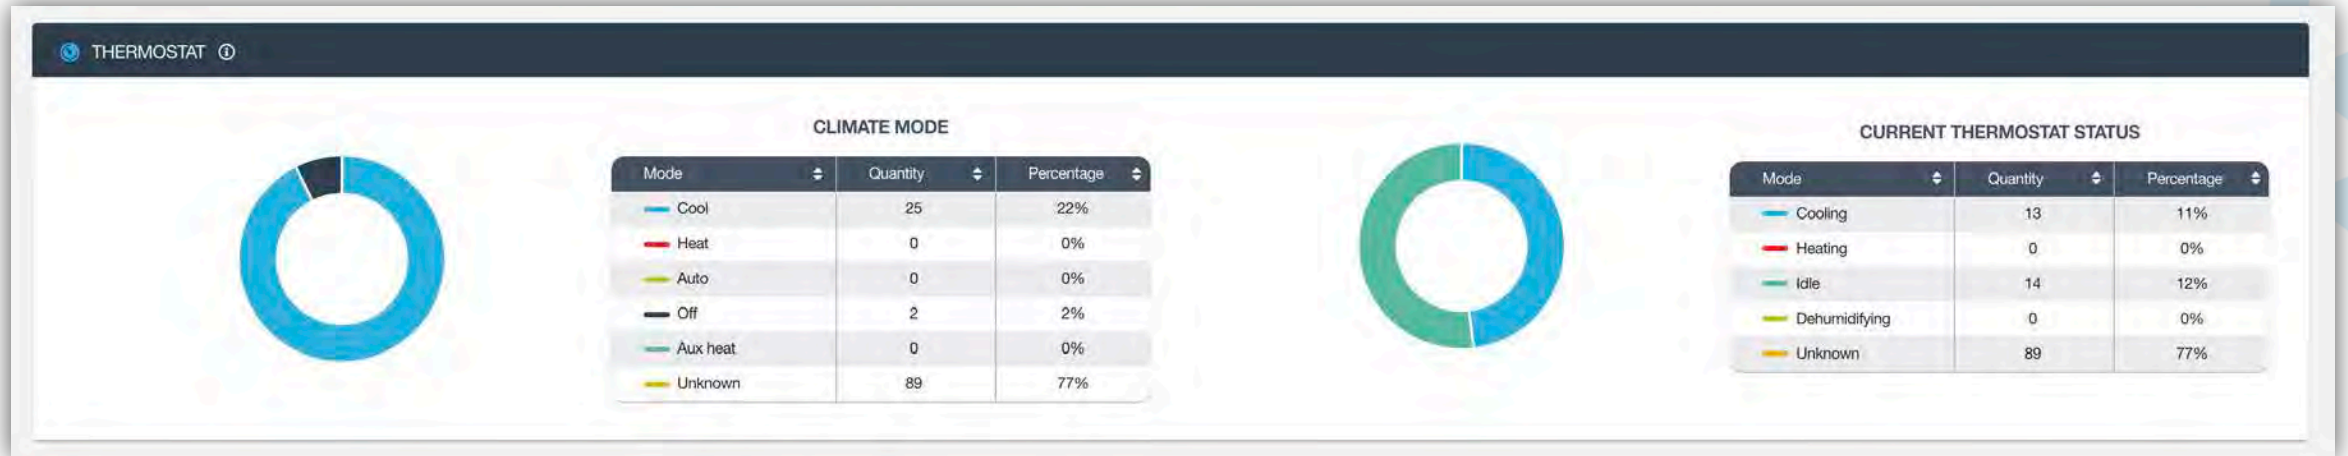 THERMOSTAT
CLIMATE MODE
Mode Quantity Percentage
Cool 25 22%
Heat 0 0%
Auto 0 0%
Off 2 2%
Aux heat 0 0%
Unknown 89 77%
CURRENT THERMOSTAT STATUS
Mode Quantity Percentage
Cooling 13 11%
Heating 0 0%
Idle 14 12%
Dehumidifying 0 0%
Unknown 89 77%